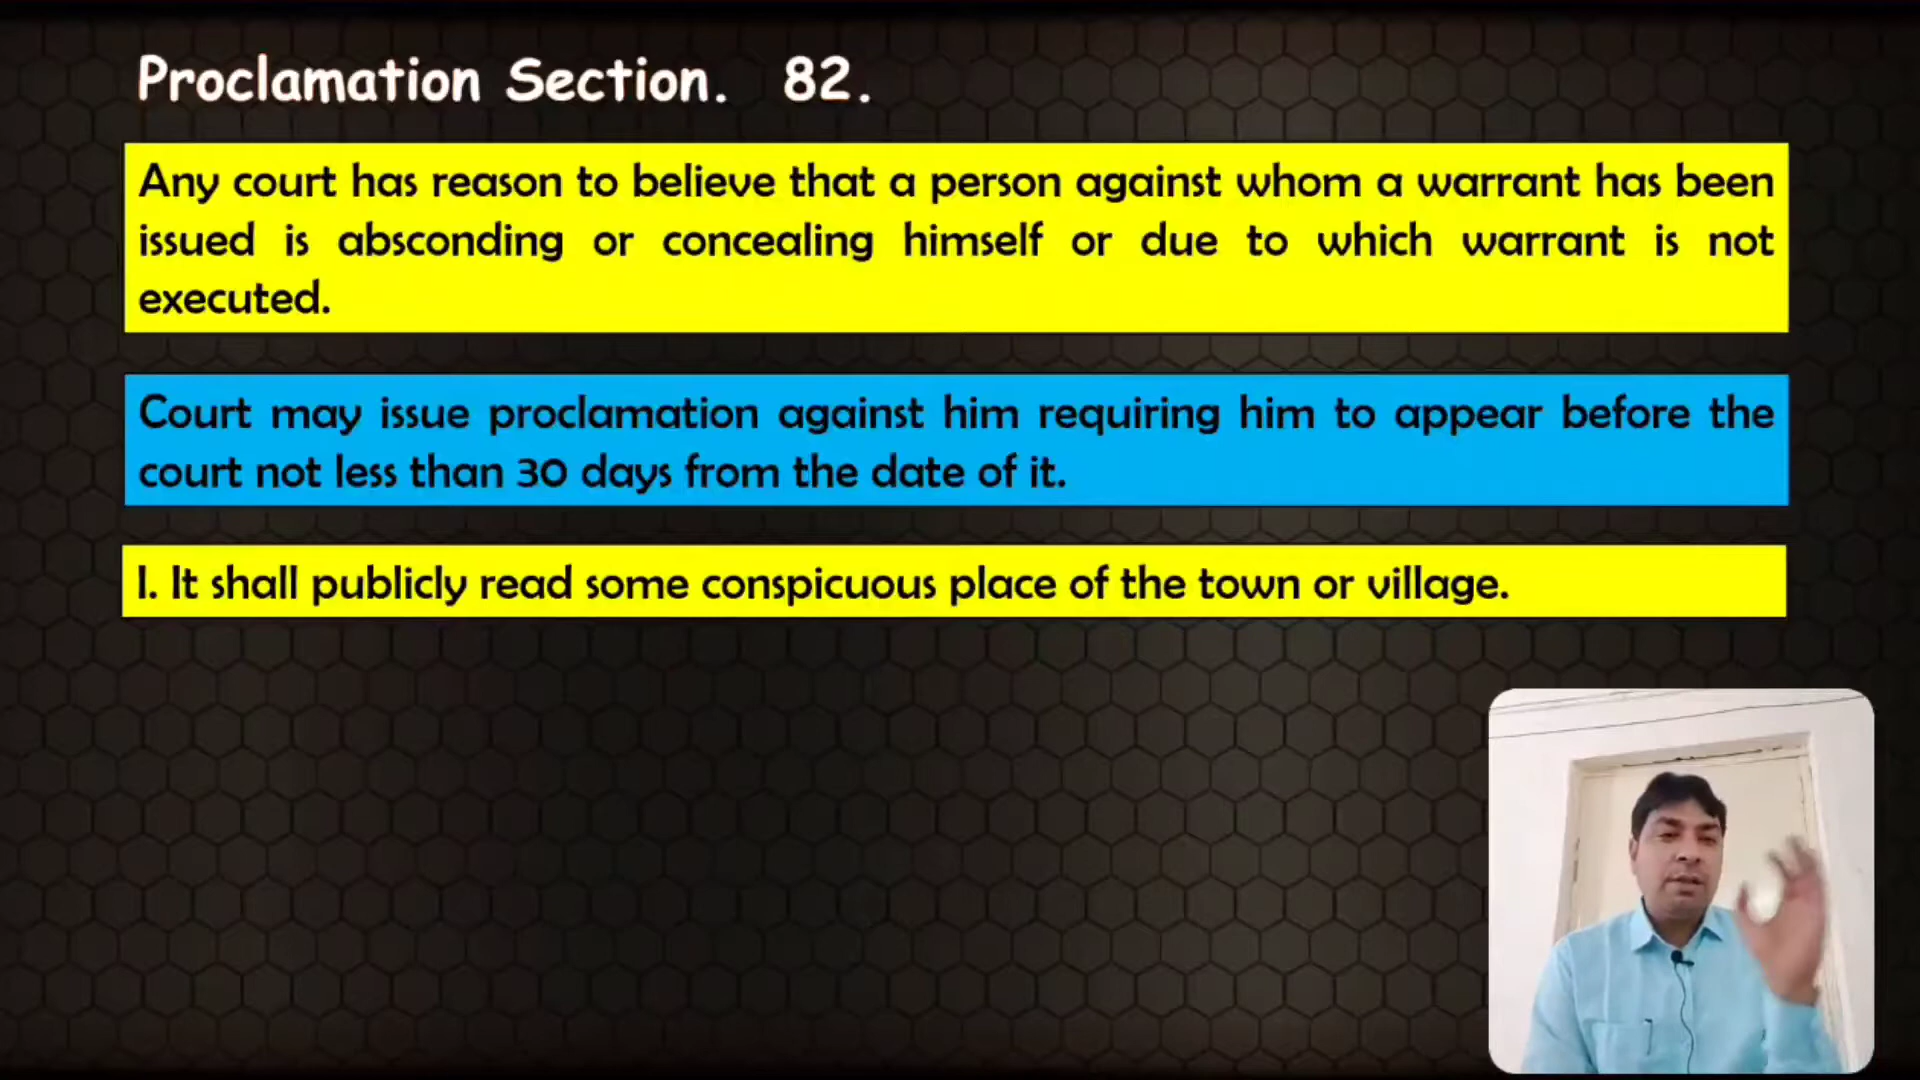 Proclamation Section. 82.
Any court has reason to believe that a person against whom a warrant has been
issued is absconding or concealing himself or due to which warrant is not
executed.
Court may issue proclamation against him requiring him to appear before the
court not less than 30 days from the date of it.
I. It shall publicly read some conspicuous place of the town or village.